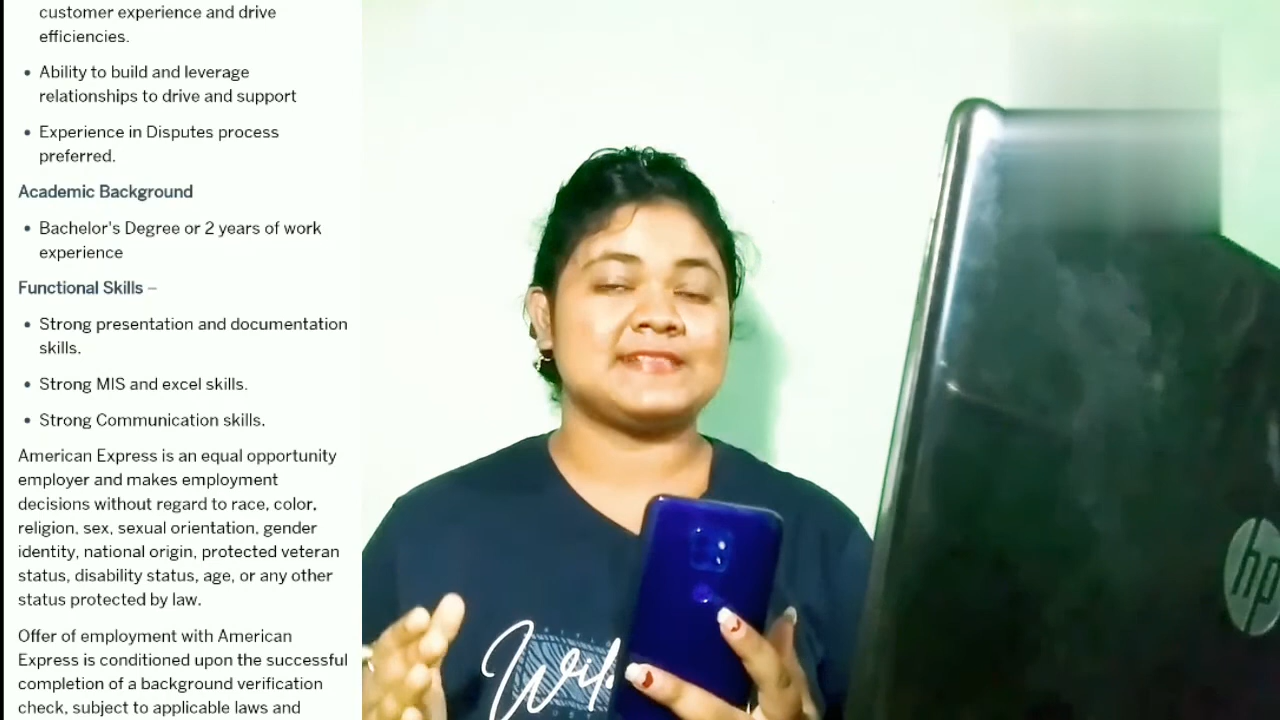 customer experience and drive
efficiencies.
• Ability to build and leverage
relationships to drive and support
• Experience in Disputes process
preferred.
Academic Background
• Bachelor's Degree or 2 years of work
experience
Functional Skills –
• Strong presentation and documentation
skills.
• Strong MIS and excel skills.
• Strong Communication skills.
American Express is an equal opportunity
employer and makes employment
decisions without regard to race, color,
religion, sex, sexual orientation, gender
identity, national origin, protected veteran
status, disability status, age, or any other
status protected by law.
Offer of employment with American
Express is conditioned upon the successful
completion of a background verification
check, subject to applicable laws and
hp